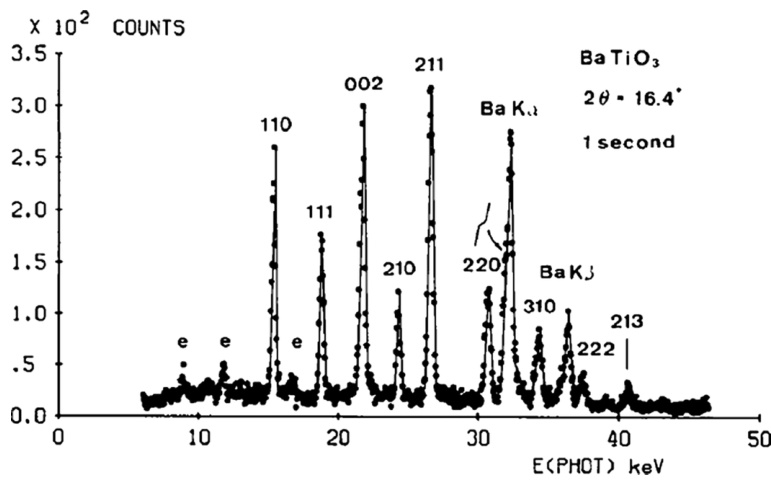 X 10² COUNTS
3.5
3.0
2.5
2.0
1.5
1.0
.5
0.0
0
10
20
30
40
50
E(PHOT) keV
BaTiO₃
2θ = 16.4°
1 second
e
e
110
e
111
002
210
211
220
Ba Kα
310
Ba Kβ
222
213